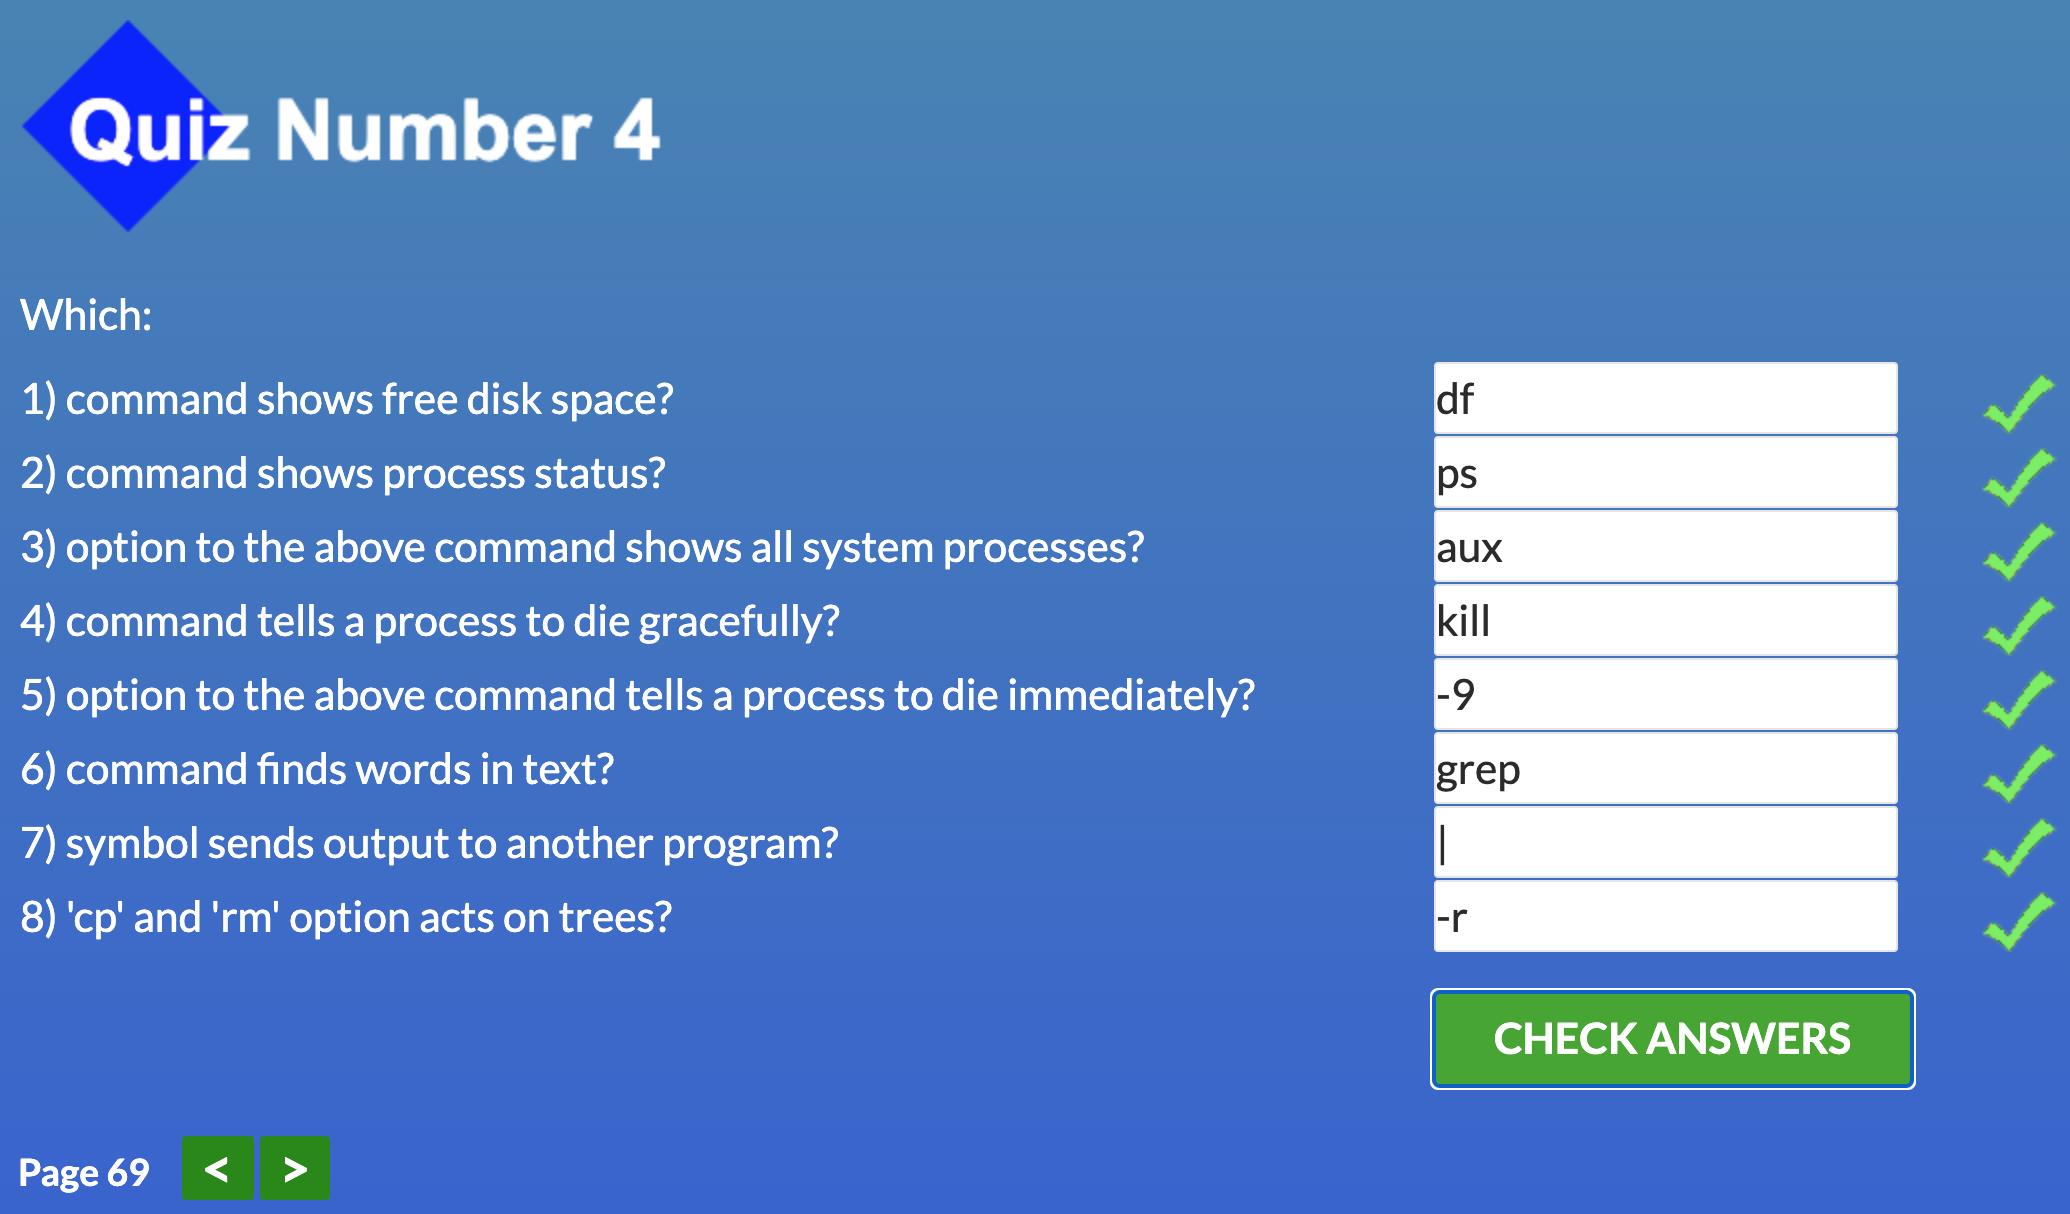 Quiz Number 4
Which:
1) command shows free disk space? df
2) command shows process status? ps
3) option to the above command shows all system processes? aux
4) command tells a process to die gracefully? kill
5) option to the above command tells a process to die immediately? -9
6) command finds words in text? grep
7) symbol sends output to another program? |
8) 'cp' and 'rm' option acts on trees? -r
CHECK ANSWERS
Page 69 < >